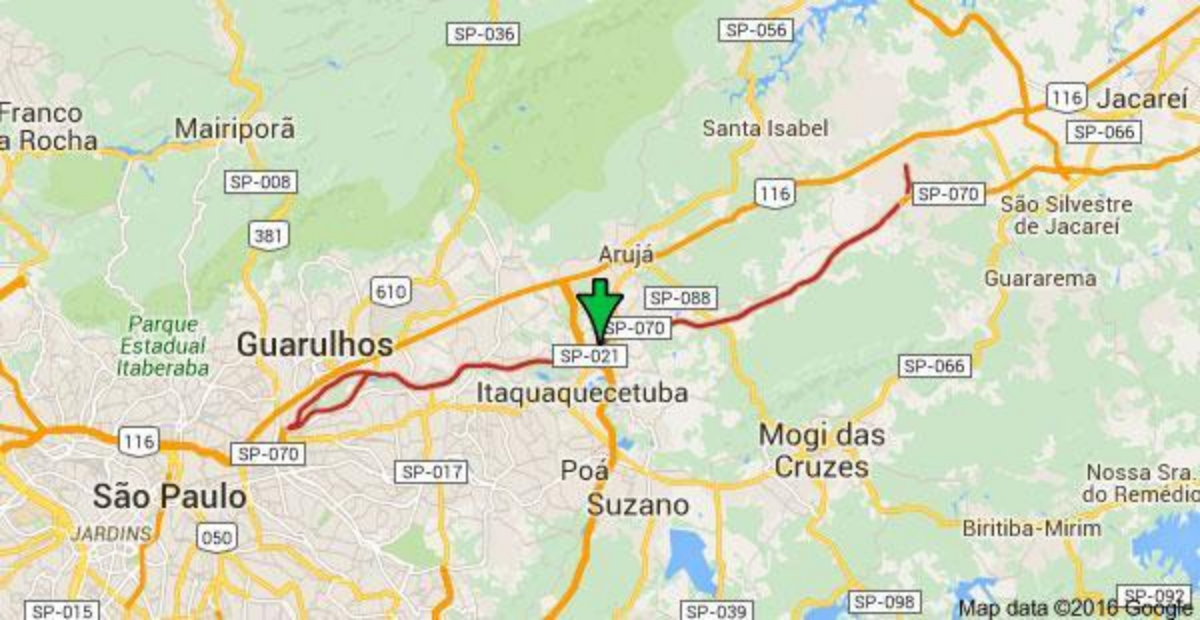 SP-036
SP-056
Franco
a Rocha
Mairiporã
116
Jacareí
SP-066
Santa Isabel
SP-008
116
SP-070
São Silvestre
de Jacareí
381
Arujá
Guararema
610
SP-088
SP-070
Parque
Estadual
Itaberaba
Guarulhos
SP-021
SP-066
Itaquaquecetuba
116
SP-070
Mogi das
Cruzes
SP-017
Poá
Nossa Sra.
do Remédio
São Paulo
Suzano
JARDINS
050
Biritiba-Mirim
SP-015
SP-039
SP-098
SP-092
Map data ©2016 Google